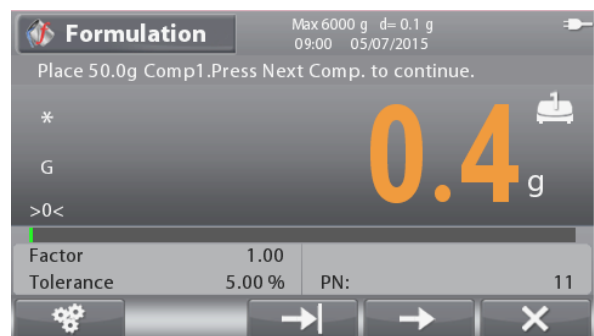 Formulation
Max 6000 g d= 0.1 g
09:00 05/07/2015
Place 50.0g Comp1.Press Next Comp. to continue.
*
1
0.4 g
G
>0<
Factor 1.00
Tolerance 5.00 % PN: 11